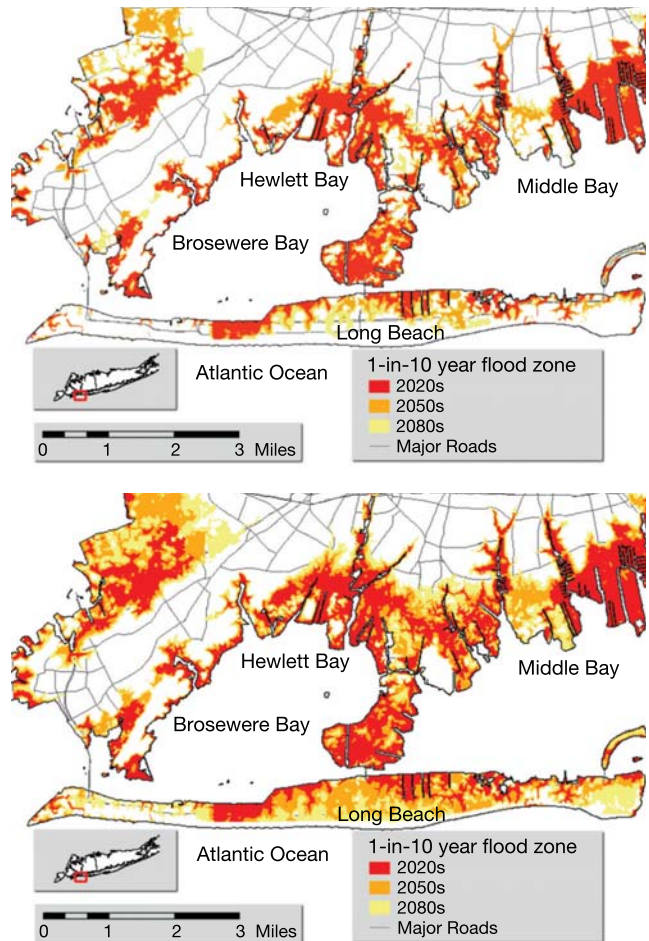 Hewlett Bay
Middle Bay
Brosewere Bay
Long Beach
Atlantic Ocean
1-in-10 year flood zone
2020s
2050s
2080s
Major Roads
0 1 2 3 Miles
Hewlett Bay
Middle Bay
Brosewere Bay
Long Beach
Atlantic Ocean
1-in-10 year flood zone
2020s
2050s
2080s
Major Roads
0 1 2 3 Miles